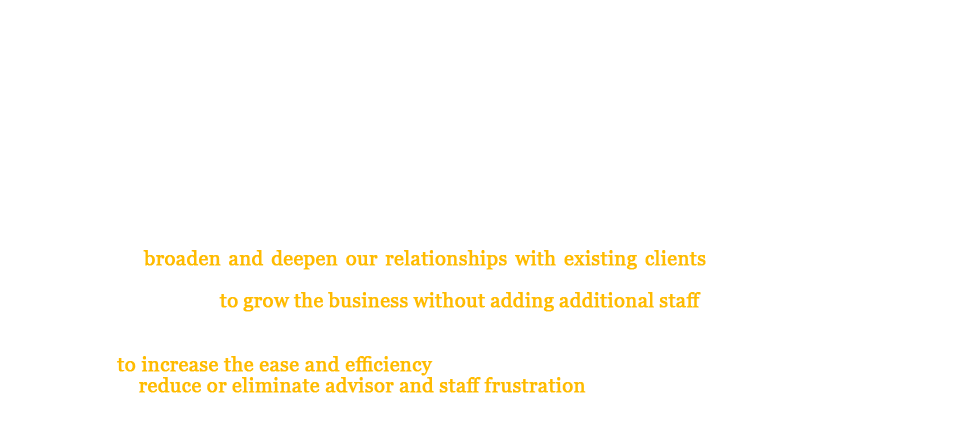 broaden and deepen our relationships with existing clients
to grow the business without adding additional staff
to increase the ease and efficiency
reduce or eliminate advisor and staff frustration